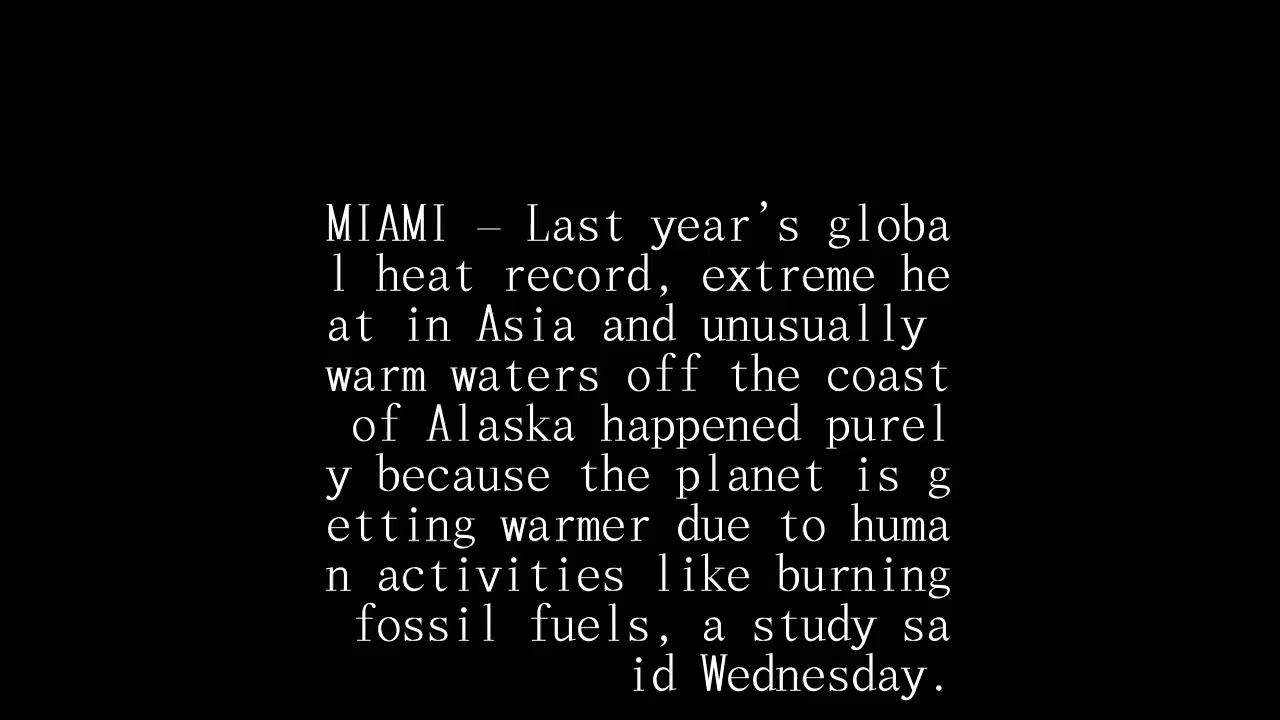 MIAMI – Last year’s globa
l heat record, extreme he
at in Asia and unusually
warm waters off the coast
of Alaska happened purel
y because the planet is g
etting warmer due to huma
n activities like burning
fossil fuels, a study sa
id Wednesday.